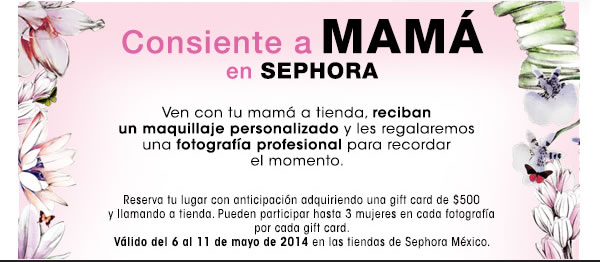 Consiente a MAMÁ
en SEPHORA
Ven con tu mamá a tienda, reciban
un maquillaje personalizado y les regalaremos
una fotografía profesional para recordar
el momento.
Reserva tu lugar con anticipación adquiriendo una gift card de $500
y llamando a tienda. Pueden participar hasta 3 mujeres en cada fotografía
por cada gift card.
Válido del 6 al 11 de mayo de 2014 en las tiendas de Sephora México.